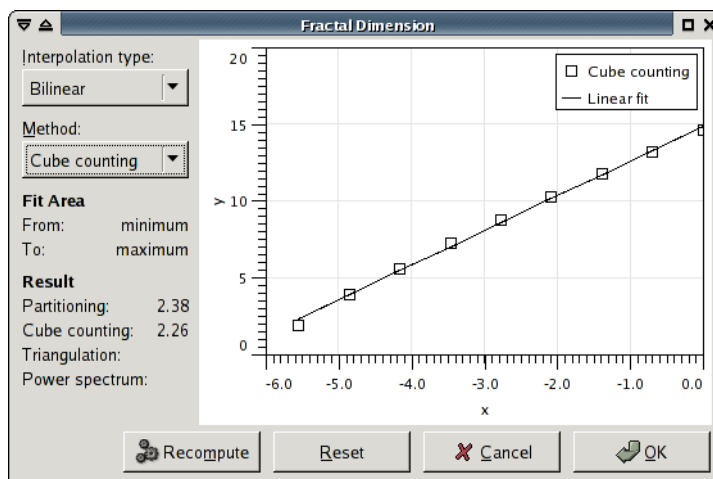 Fractal Dimension
Interpolation type:
Bilinear
Method:
Cube counting
Fit Area
From: minimum
To: maximum
Result
Partitioning: 2.38
Cube counting: 2.26
Triangulation:
Power spectrum:
Cube counting
Linear fit
20
15
10
5
0
y
-6.0 -5.0 -4.0 -3.0 -2.0 -1.0 0.0
x
Recompute Reset Cancel OK